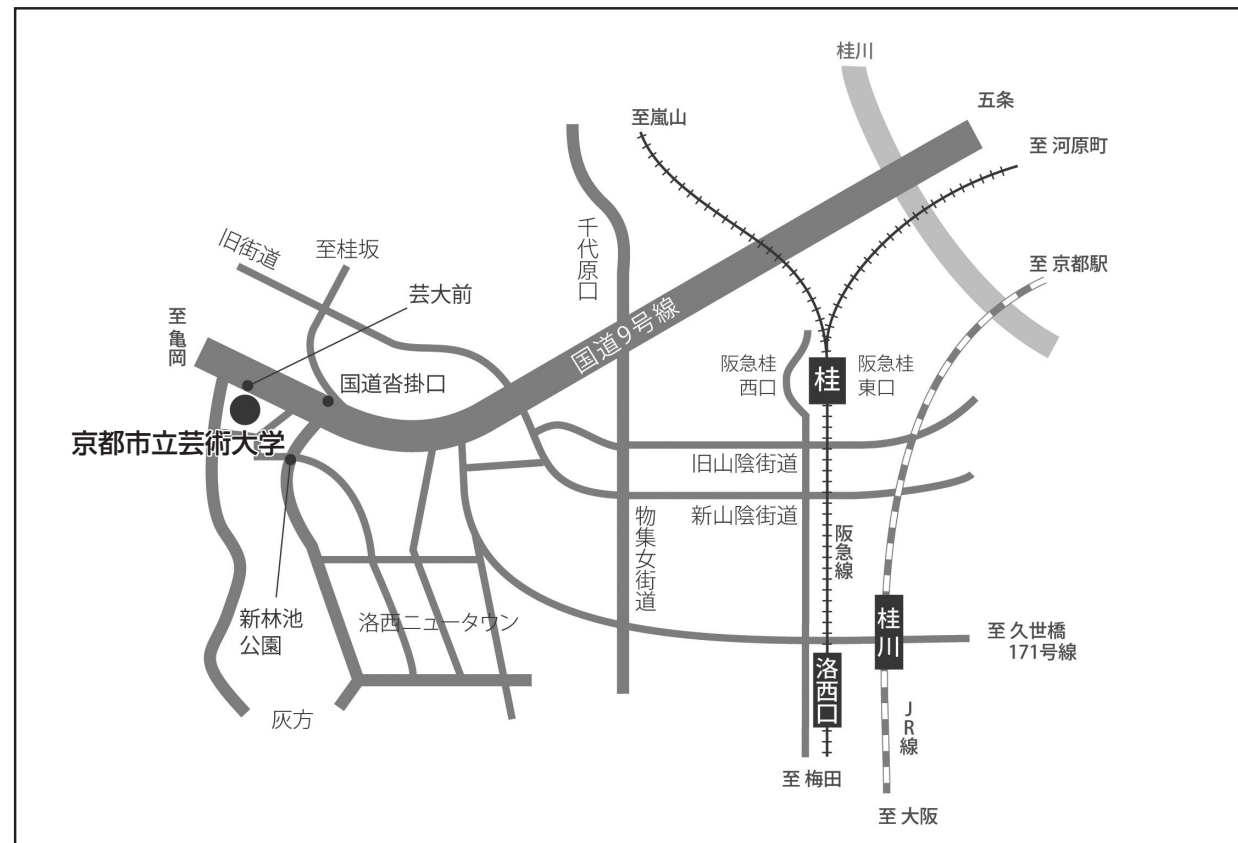 桂川
五条
至嵐山
至 河原町
千代原口
旧街道
至桂坂
至 京都駅
芸大前
至 亀岡
国道9号線
阪急桂
西口
桂
阪急桂
東口
国道沓掛口
京都市立芸術大学
旧山陰街道
新山陰街道
物集女街道
阪急線
新林池
公園
洛西ニュータウン
桂川
至 久世橋
171号線
洛西口
灰方
JR線
至 梅田
至 大阪